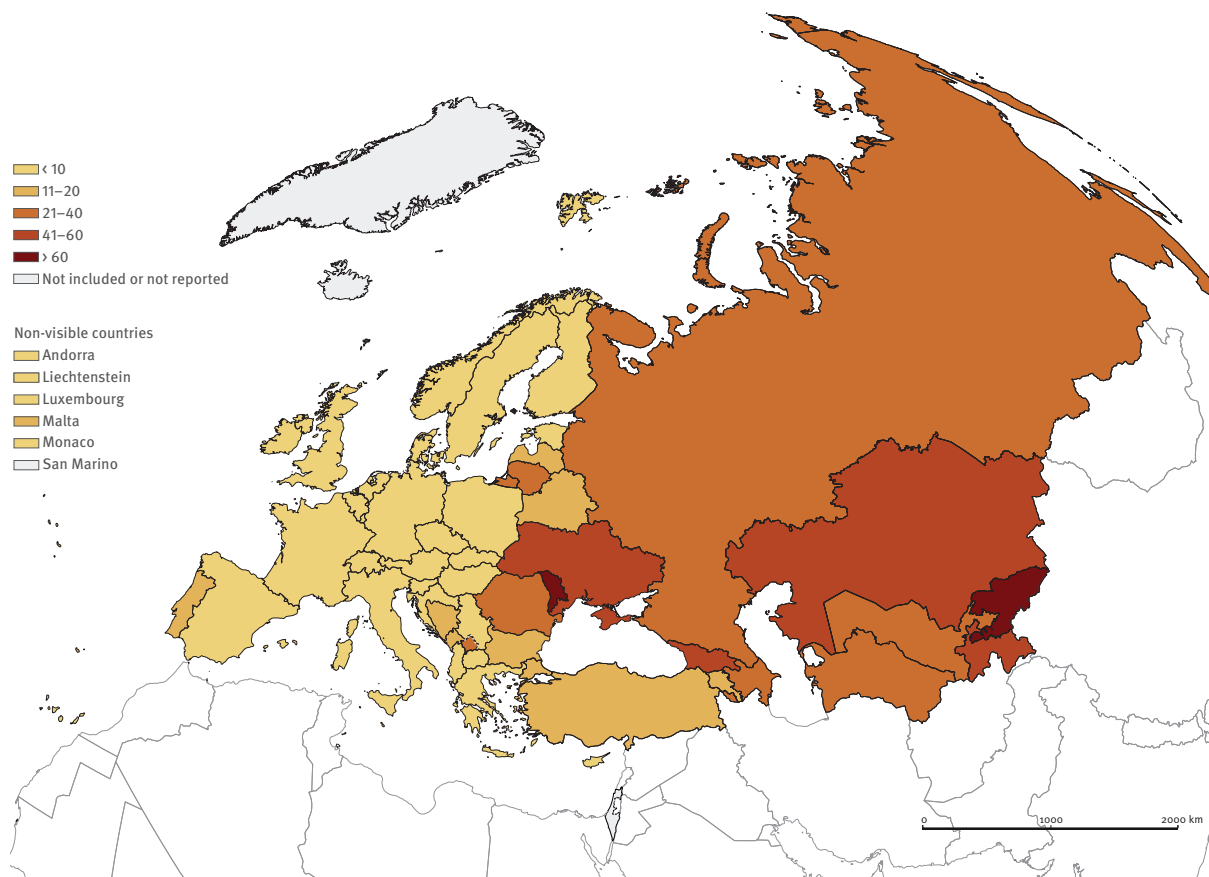 ‹ 10
11–20
21–40
41–60
› 60
Not included or not reported
Non-visible countries
Andorra
Liechtenstein
Luxembourg
Malta
Monaco
San Marino
0 1000 2000 km